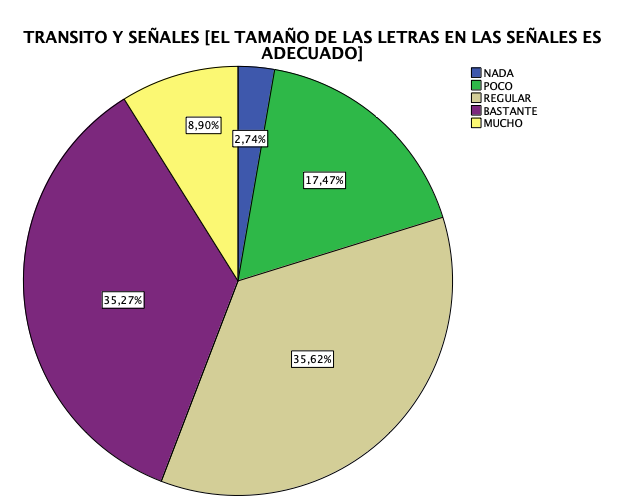 TRANSITO Y SEÑALES [EL TAMAÑO DE LAS LETRAS EN LAS SEÑALES ES
ADECUADO]
NADA
POCO
REGULAR
BASTANTE
MUCHO
8,90%
2,74%
17,47%
35,27%
35,62%